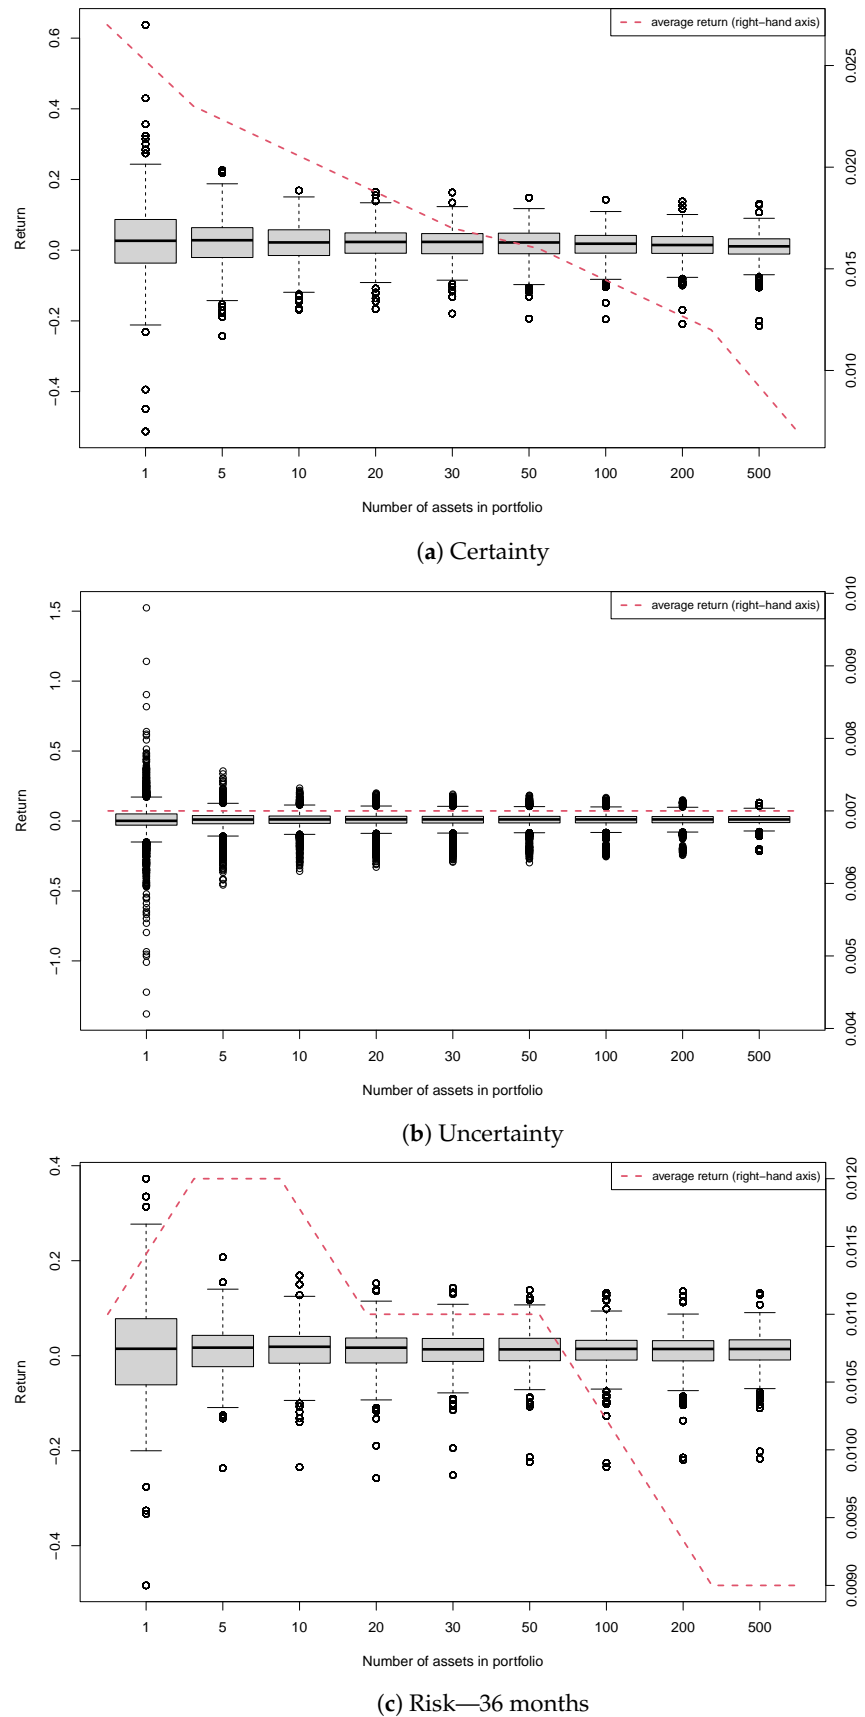 average return (right−hand axis)
0.6
0.4
0.2
0.0
−0.2
−0.4
Return
0.025
0.020
0.015
0.010
1 5 10 20 30 50 100 200 500
Number of assets in portfolio
(a) Certainty
average return (right−hand axis)
1.5
1.0
0.5
0.0
−0.5
−1.0
Return
0.010
0.009
0.008
0.007
0.006
0.005
0.004
1 5 10 20 30 50 100 200 500
Number of assets in portfolio
(b) Uncertainty
average return (right−hand axis)
0.4
0.2
0.0
−0.2
−0.4
Return
0.0120
0.0115
0.0110
0.0105
0.0100
0.0095
0.0090
1 5 10 20 30 50 100 200 500
Number of assets in portfolio
(c) Risk—36 months